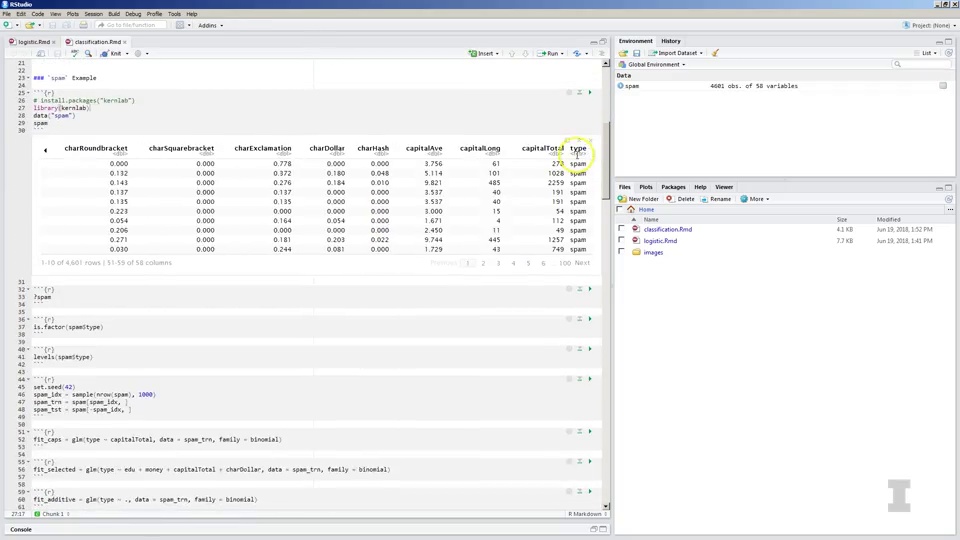 RStudio
File Edit Code View Plots Session Build Debug Profile Tools Help
Go to file/function
Addins
Project: (None)
logistic.Rmd
classification.Rmd
Knit
Insert
Run
21
22
23 ### `spam` Example
24
25 ```{r}
26 # install.packages("kernlab")
27 library(kernlab)
28 data("spam")
29 spam
30 ```
charRoundbracket charSquarebracket charExclamation charDollar charHash capitalAve capitalLong capitalTotal type
<dbl> <dbl> <dbl> <dbl> <dbl> <dbl> <dbl> <dbl>
0.000 0.000 0.778 0.000 0.000 3.756 61 278 spam
0.132 0.000 0.372 0.180 0.048 5.114 101 1028 spam
0.143 0.000 0.276 0.184 0.010 9.821 485 2259 spam
0.137 0.000 0.137 0.000 0.000 3.537 40 191 spam
0.135 0.000 0.135 0.000 0.000 3.537 40 191 spam
0.223 0.000 0.000 0.000 0.000 3.000 15 54 spam
0.054 0.000 0.164 0.054 0.000 1.671 4 112 spam
0.206 0.000 0.000 0.000 0.000 2.450 11 49 spam
0.271 0.000 0.181 0.203 0.022 9.744 445 1257 spam
0.030 0.000 0.244 0.081 0.000 1.729 43 749 spam
1-10 of 4,601 rows | 51-59 of 58 columns
Previous 1 2 3 4 5 6 ... 100 Next
31
32 ```{r}
33 ?spam
34 ```
35
36 ```{r}
37 is.factor(spam$type)
38 ```
39
40 ```{r}
41 levels(spam$type)
42 ```
43
44 ```{r}
45 set.seed(42)
46 spam_idx = sample(nrow(spam), 1000)
47 spam_trn = spam[spam_idx, ]
48 spam_tst = spam[-spam_idx, ]
49 ```
50
51 ```{r}
52 fit_caps = glm(type ~ capitalTotal, data = spam_trn, family = binomial)
53 ```
54
55 ```{r}
56 fit_selected = glm(type ~ edu + money + capitalTotal + charDollar, data = spam_trn, family = binomial)
57 ```
58
59 ```{r}
60 fit_additive = glm(type ~ ., data = spam_trn, family = binomial)
61 ```
27:17 Chunk 1 R Markdown
Console
Environment History
Import Dataset
List
Global Environment
Data
spam 4601 obs. of 58 variables
Files Plots Packages Help Viewer
New Folder Delete Rename More
Home
Name Size Modified
classification.Rmd 4.1 KB Jun 19, 2018, 1:52 PM
logistic.Rmd 7.7 KB Jun 19, 2018, 1:41 PM
images
I